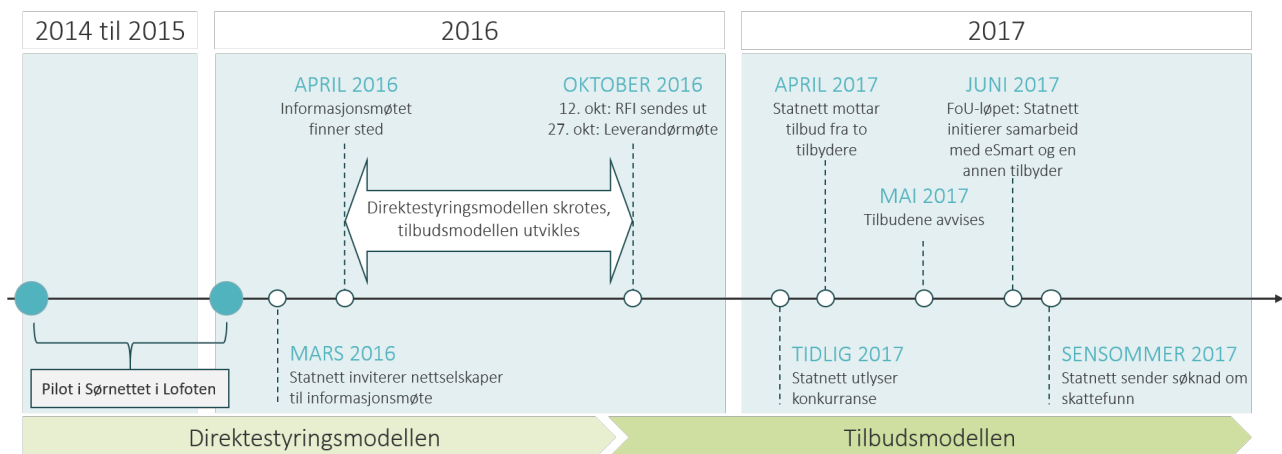 2014 til 2015
2016
2017
APRIL 2016
Informasjonsmøtet
finner sted
OKTOBER 2016
12. okt: RFI sendes ut
27. okt: Leverandørmøte
APRIL 2017
Statnett mottar
tilbud fra to
tilbydere
JUNI 2017
FoU-løpet: Statnett
initierer samarbeid
med eSmart og en
annen tilbyder
MAI 2017
Tilbudene avvises
Direktestyringsmodellen skrotes,
tilbudsmodellen utvikles
Pilot i Sørnettet i Lofoten
MARS 2016
Statnett inviterer nettselskaper
til informasjonsmøte
TIDLIG 2017
Statnett utlyser
konkurranse
SENSOMMER 2017
Statnett sender søknad om
skattefunn
Direktestyringsmodellen
Tilbudsmodellen